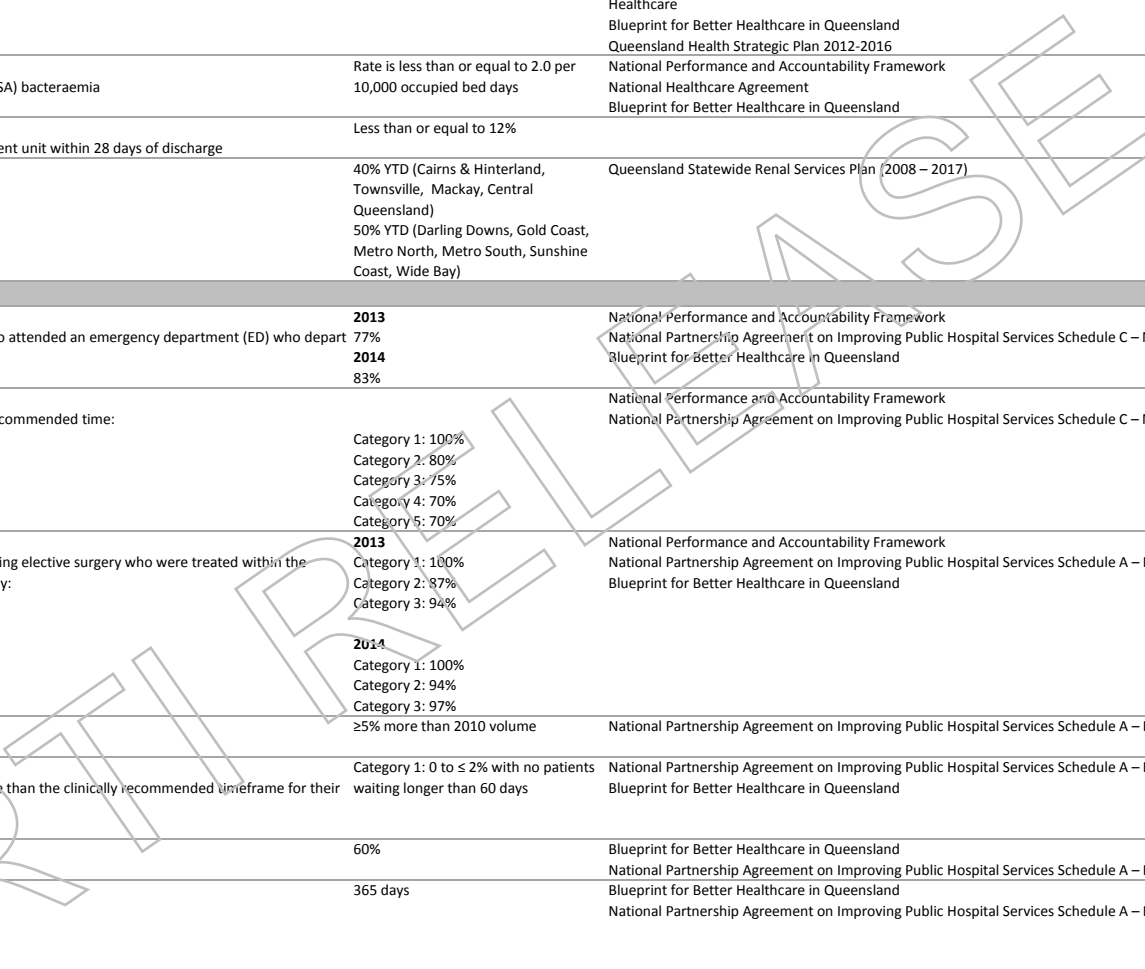 Healthcare
Blueprint for Better Healthcare in Queensland
Queensland Health Strategic Plan 2012-2016
SA) bacteraemia
Rate is less than or equal to 2.0 per
10,000 occupied bed days
National Performance and Accountability Framework
National Healthcare Agreement
Blueprint for Better Healthcare in Queensland
ent unit within 28 days of discharge
Less than or equal to 12%
40% YTD (Cairns & Hinterland,
Townsville, Mackay, Central
Queensland)
50% YTD (Darling Downs, Gold Coast,
Metro North, Metro South, Sunshine
Coast, Wide Bay)
Queensland Statewide Renal Services Plan (2008 – 2017)
o attended an emergency department (ED) who depart
2013
77%
2014
83%
National Performance and Accountability Framework
National Partnership Agreement on Improving Public Hospital Services Schedule C –
Blueprint for Better Healthcare in Queensland
commended time:
Category 1: 100%
Category 2: 80%
Category 3: 75%
Category 4: 70%
Category 5: 70%
National Performance and Accountability Framework
National Partnership Agreement on Improving Public Hospital Services Schedule C –
ing elective surgery who were treated within the
y:
2013
Category 1: 100%
Category 2: 87%
Category 3: 94%
2014
Category 1: 100%
Category 2: 94%
Category 3: 97%
National Performance and Accountability Framework
National Partnership Agreement on Improving Public Hospital Services Schedule A –
Blueprint for Better Healthcare in Queensland
≥5% more than 2010 volume
National Partnership Agreement on Improving Public Hospital Services Schedule A –
e than the clinically recommended timeframe for their
Category 1: 0 to ≤ 2% with no patients
waiting longer than 60 days
National Partnership Agreement on Improving Public Hospital Services Schedule A –
Blueprint for Better Healthcare in Queensland
60%
Blueprint for Better Healthcare in Queensland
National Partnership Agreement on Improving Public Hospital Services Schedule A –
365 days
Blueprint for Better Healthcare in Queensland
National Partnership Agreement on Improving Public Hospital Services Schedule A –
RTI RELEASE